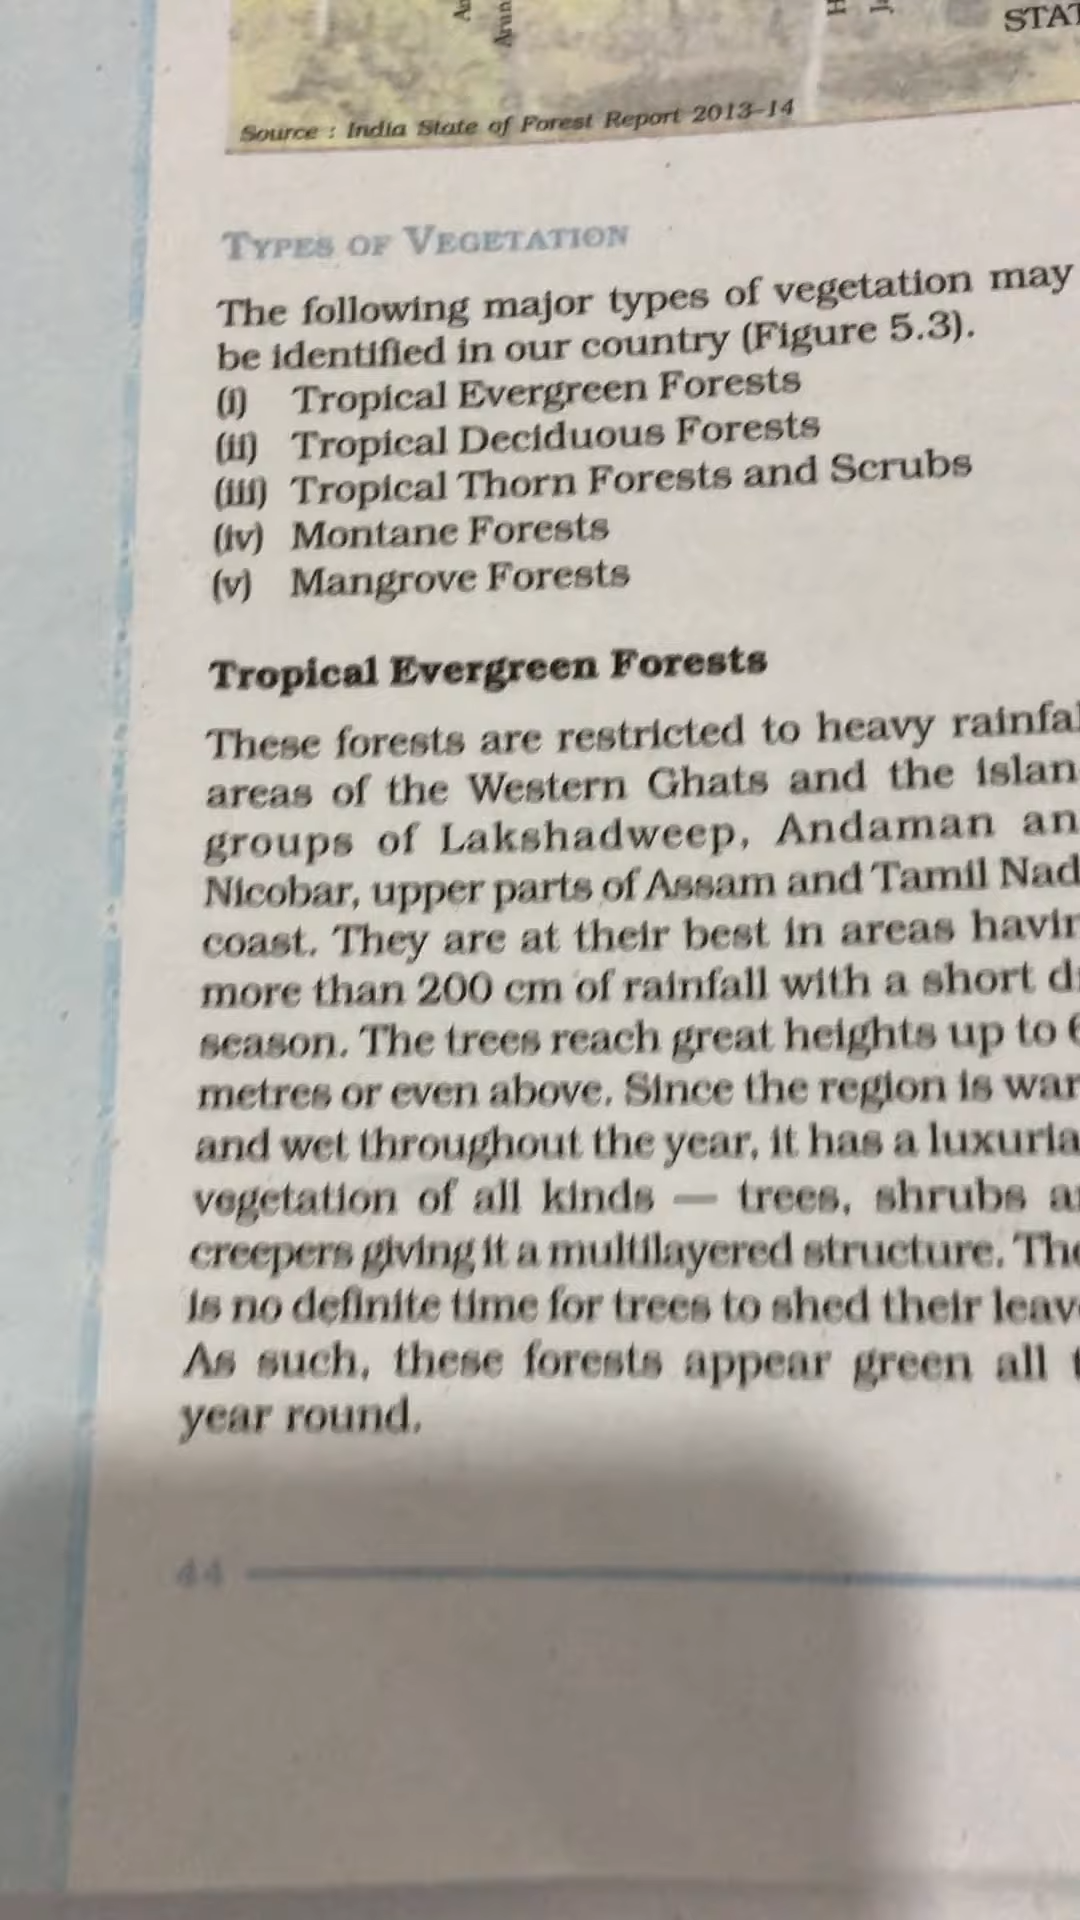 STAT
Source : India State of Forest Report 2013–14
TYPES OF VEGETATION
The following major types of vegetation may
be identified in our country (Figure 5.3).
(i) Tropical Evergreen Forests
(ii) Tropical Deciduous Forests
(iii) Tropical Thorn Forests and Scrubs
(iv) Montane Forests
(v) Mangrove Forests
Tropical Evergreen Forests
These forests are restricted to heavy rainfal
areas of the Western Ghats and the islan
groups of Lakshadweep, Andaman an
Nicobar, upper parts of Assam and Tamil Nad
coast. They are at their best in areas havin
more than 200 cm of rainfall with a short d
season. The trees reach great heights up to 6
metres or even above. Since the region is war
and wet throughout the year, it has a luxuria
vegetation of all kinds — trees, shrubs a
creepers giving it a multilayered structure. The
is no definite time for trees to shed their leav
As such, these forests appear green all t
year round.
44